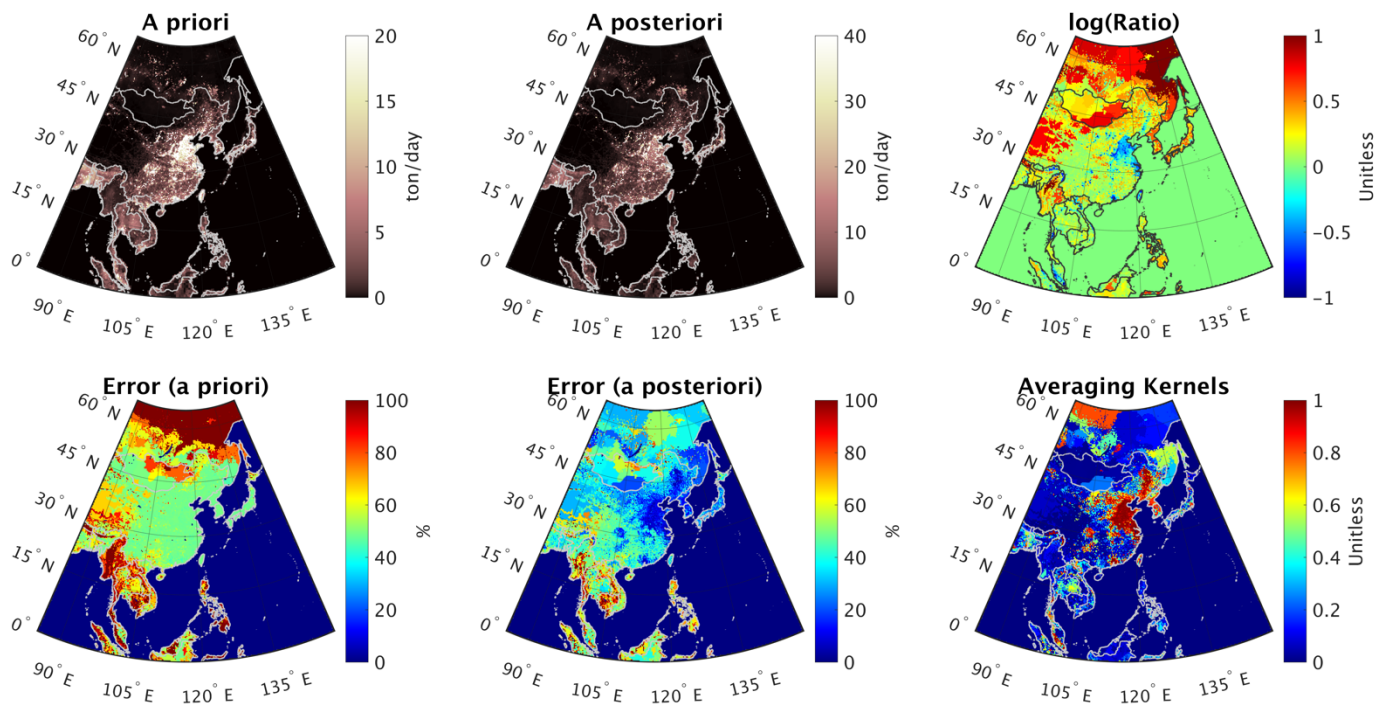 A priori
60° N
45° N
30° N
15° N
0°
90° E
105° E
120° E
135° E
20
15
10
5
0
ton/day
A posteriori
60° N
45° N
30° N
15° N
0°
90° E
105° E
120° E
135° E
40
30
20
10
0
ton/day
log(Ratio)
60° N
45° N
30° N
15° N
0°
90° E
105° E
120° E
135° E
1
0.5
0
−0.5
−1
Unitless
Error (a priori)
60° N
45° N
30° N
15° N
0°
90° E
105° E
120° E
135° E
100
80
60
40
20
0
%
Error (a posteriori)
60° N
45° N
30° N
15° N
0°
90° E
105° E
120° E
135° E
100
80
60
40
20
0
%
Averaging Kernels
60° N
45° N
30° N
15° N
0°
90° E
105° E
120° E
135° E
1
0.8
0.6
0.4
0.2
0
Unitless